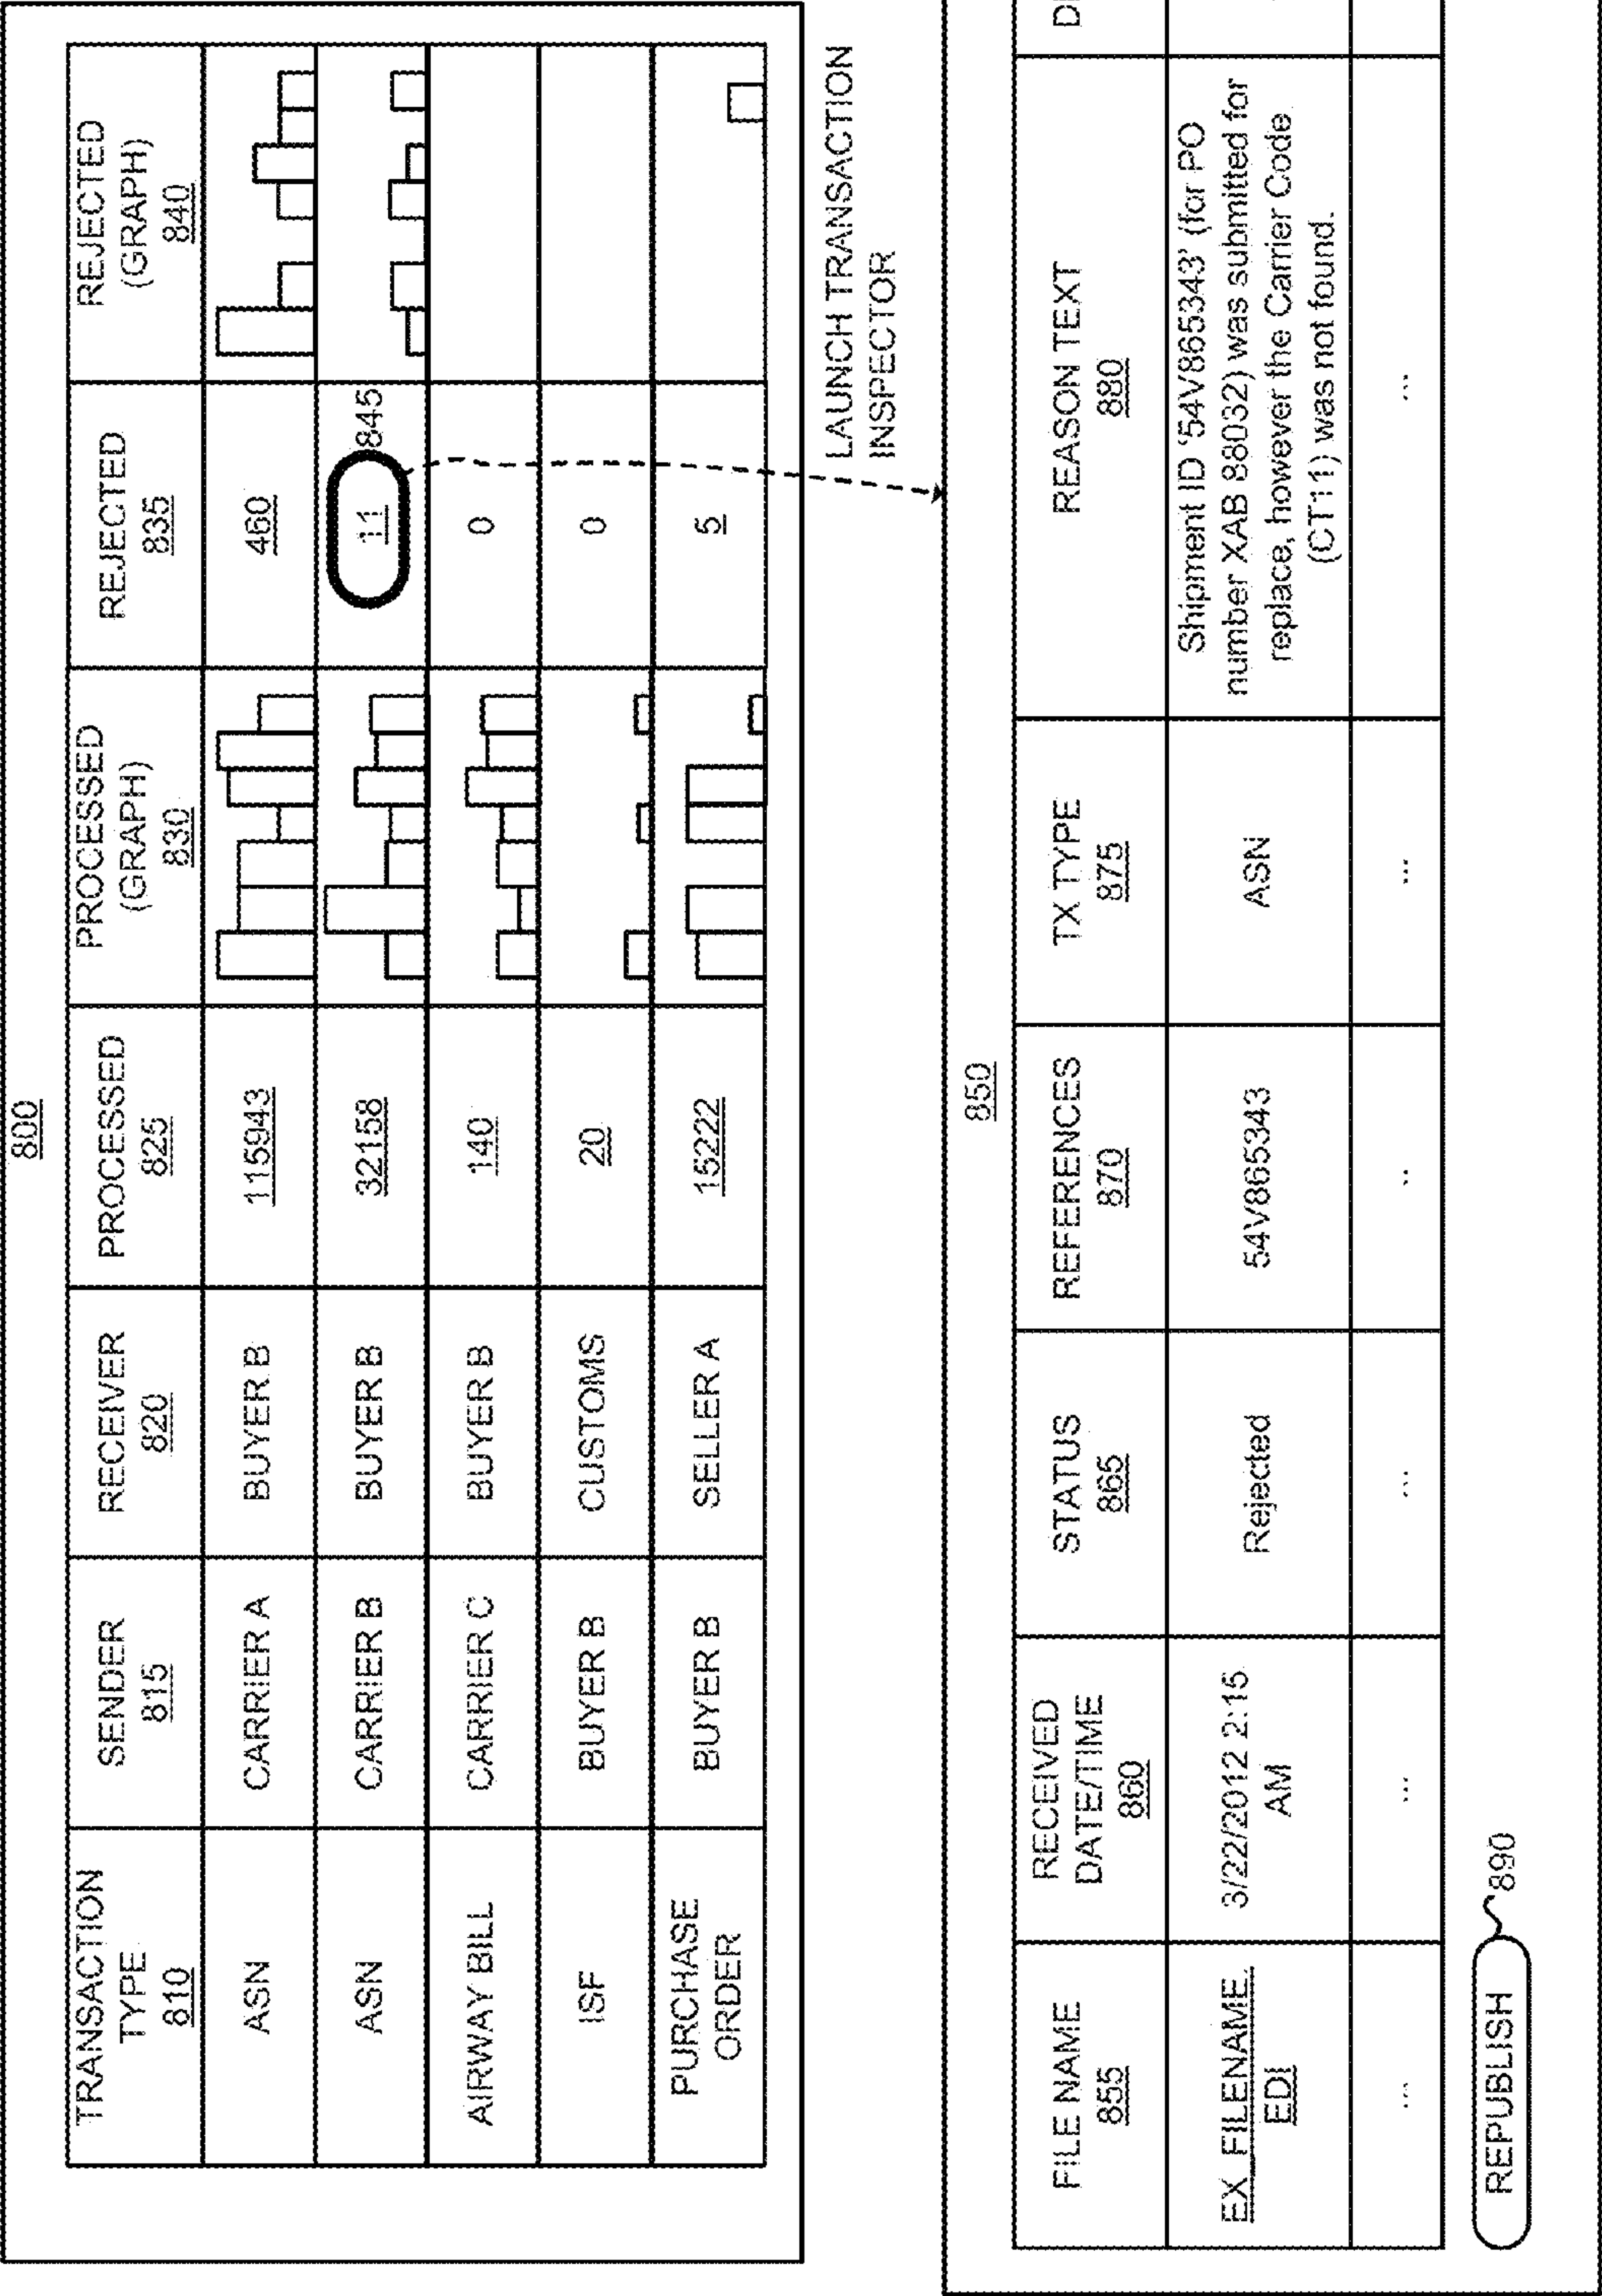 800
TRANSACTION
TYPE
810
SENDER
815
RECEIVER
820
PROCESSED
825
PROCESSED
(GRAPH)
830
REJECTED
835
REJECTED
(GRAPH)
840
ASN
CARRIER A
BUYER B
115943
460
ASN
CARRIER B
BUYER B
32158
11
845
AIRWAY BILL
CARRIER C
BUYER B
140
0
ISF
BUYER B
CUSTOMS
20
0
PURCHASE
ORDER
BUYER B
SELLER A
15222
5
LAUNCH TRANSACTION
INSPECTOR
850
FILE NAME
855
RECEIVED
DATE/TIME
860
STATUS
865
REFERENCES
870
TX TYPE
875
REASON TEXT
880
EX_FILENAME.
EDI
3/22/2012 2:15
AM
Rejected
54V865343
ASN
Shipment ID '54V865343' (for PO
number XAB 88032) was submitted for
replace, however the Carrier Code
(CT11) was not found.
...
...
...
..
...
...
REPUBLISH
890